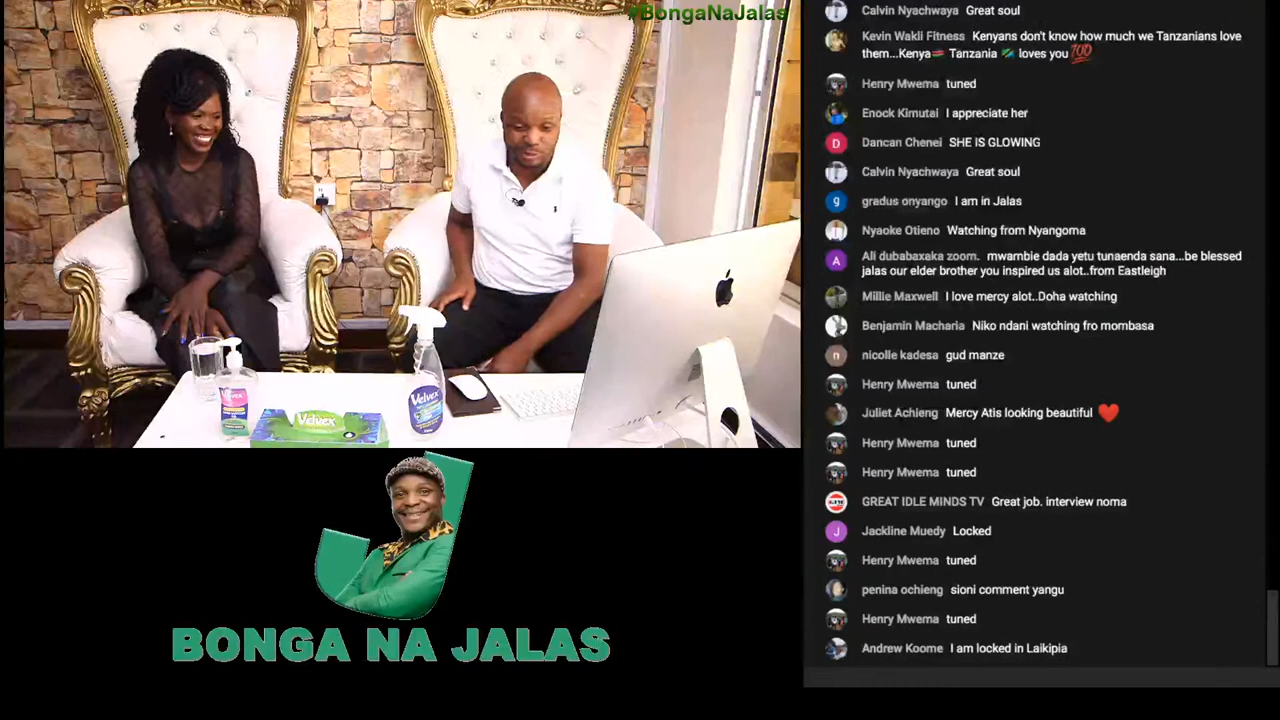 #BongaNaJalas
Velvex
Velvex
Velvex
BONGA NA JALAS
Calvin Nyachwaya Great soul
Kevin Wakli Fitness Kenyans don't know how much we Tanzanians love
them...Kenya🇰🇪 Tanzania 🇹🇿 loves you 💯
Henry Mwema tuned
Enock Kimutai I appreciate her
D Dancan Chenei SHE IS GLOWING
Calvin Nyachwaya Great soul
g gradus onyango I am in Jalas
Nyaoke Otieno Watching from Nyangoma
A Ali dubabaxaka zoom. mwambie dada yetu tunaenda sana...be blessed
jalas our elder brother you inspired us alot..from Eastleigh
Millie Maxwell I love mercy alot..Doha watching
Benjamin Macharia Niko ndani watching fro mombasa
n nicolle kadesa gud manze
Henry Mwema tuned
Juliet Achieng Mercy Atis looking beautiful ❤️
Henry Mwema tuned
Henry Mwema tuned
GREAT IDLE MINDS TV Great job. interview noma
J Jackline Muedy Locked
Henry Mwema tuned
penina ochieng sioni comment yangu
Henry Mwema tuned
Andrew Koome I am locked in Laikipia